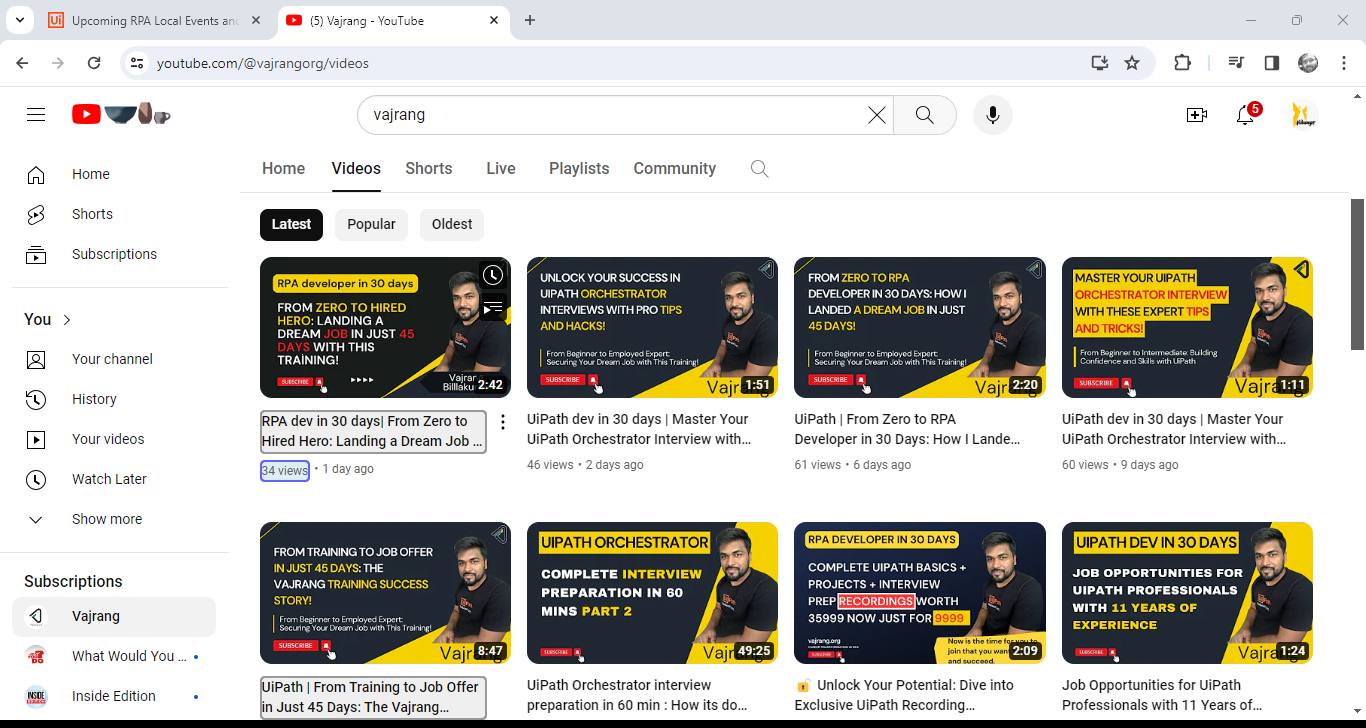 Upcoming RPA Local Events an
(5) Vajrang - YouTube
youtube.com/@vajrangorg/videos
vajrang
5
Home
Shorts
Subscriptions
You
Your channel
History
Your videos
Watch Later
Show more
Subscriptions
Vajrang
What Would You ...
Inside Edition
Home Videos Shorts Live Playlists Community
Latest Popular Oldest
RPA developer in 30 days
FROM ZERO TO HIRED
HERO: LANDING A
DREAM JOB IN JUST 45
DAYS WITH THIS
TRAINING!
SUBSCRIBE
Vajrar
Billlaku
2:42
RPA dev in 30 days| From Zero to
Hired Hero: Landing a Dream Job ...
34 views • 1 day ago
UNLOCK YOUR SUCCESS IN
UIPATH ORCHESTRATOR
INTERVIEWS WITH PRO TIPS
AND HACKS!
From Beginner to Employed Expert:
Securing Your Dream Job with This Training!
SUBSCRIBE
Vajr
1:51
UiPath dev in 30 days | Master Your
UiPath Orchestrator Interview with...
46 views • 2 days ago
FROM ZERO TO RPA
DEVELOPER IN 30 DAYS: HOW I
LANDED A DREAM JOB IN JUST
45 DAYS!
From Beginner to Employed Expert:
Securing Your Dream Job with This Training!
SUBSCRIBE
Vajr
2:20
UiPath | From Zero to RPA
Developer in 30 Days: How I Lande...
61 views • 6 days ago
MASTER YOUR UIPATH
ORCHESTRATOR INTERVIEW
WITH THESE EXPERT TIPS
AND TRICKS!
From Beginner to Intermediate: Building
Confidence and Skills with UiPath
SUBSCRIBE
Vajr
1:11
UiPath dev in 30 days | Master Your
UiPath Orchestrator Interview with...
60 views • 9 days ago
FROM TRAINING TO JOB OFFER
IN JUST 45 DAYS: THE
VAJRANG TRAINING SUCCESS
STORY!
From Beginner to Employed Expert:
Securing Your Dream Job with This Training!
SUBSCRIBE
Vajr
8:47
UiPath | From Training to Job Offer
in Just 45 Days: The Vajrang...
UIPATH ORCHESTRATOR
COMPLETE INTERVIEW
PREPARATION IN 60
MINS PART 2
SUBSCRIBE
Vajr
49:25
UiPath Orchestrator interview
preparation in 60 min : How its do...
RPA DEVELOPER IN 30 DAYS
COMPLETE UIPATH BASICS +
PROJECTS + INTERVIEW
PREP RECORDINGS WORTH
35999 NOW JUST FOR 9999
vajrang.org
SUBSCRIBE
Now is the time for you to
join that you want
and succeed.
2:09
🔓 Unlock Your Potential: Dive into
Exclusive UiPath Recording...
UIPATH DEV IN 30 DAYS
JOB OPPORTUNITIES FOR
UIPATH PROFESSIONALS
WITH 11 YEARS OF
EXPERIENCE
SUBSCRIBE
Vajr
1:24
Job Opportunities for UiPath
Professionals with 11 Years of...